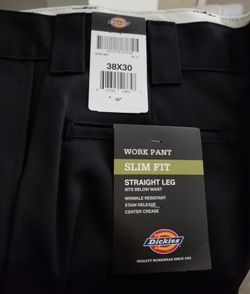 Dickies
38X30
WORK PANT
SLIM FIT
STRAIGHT LEG
SITS BELOW WAIST
WRINKLE RESISTANT
STAIN RELEASE
CENTER CREASE
Dickies
QUALITY WORKWEAR SINCE 1922